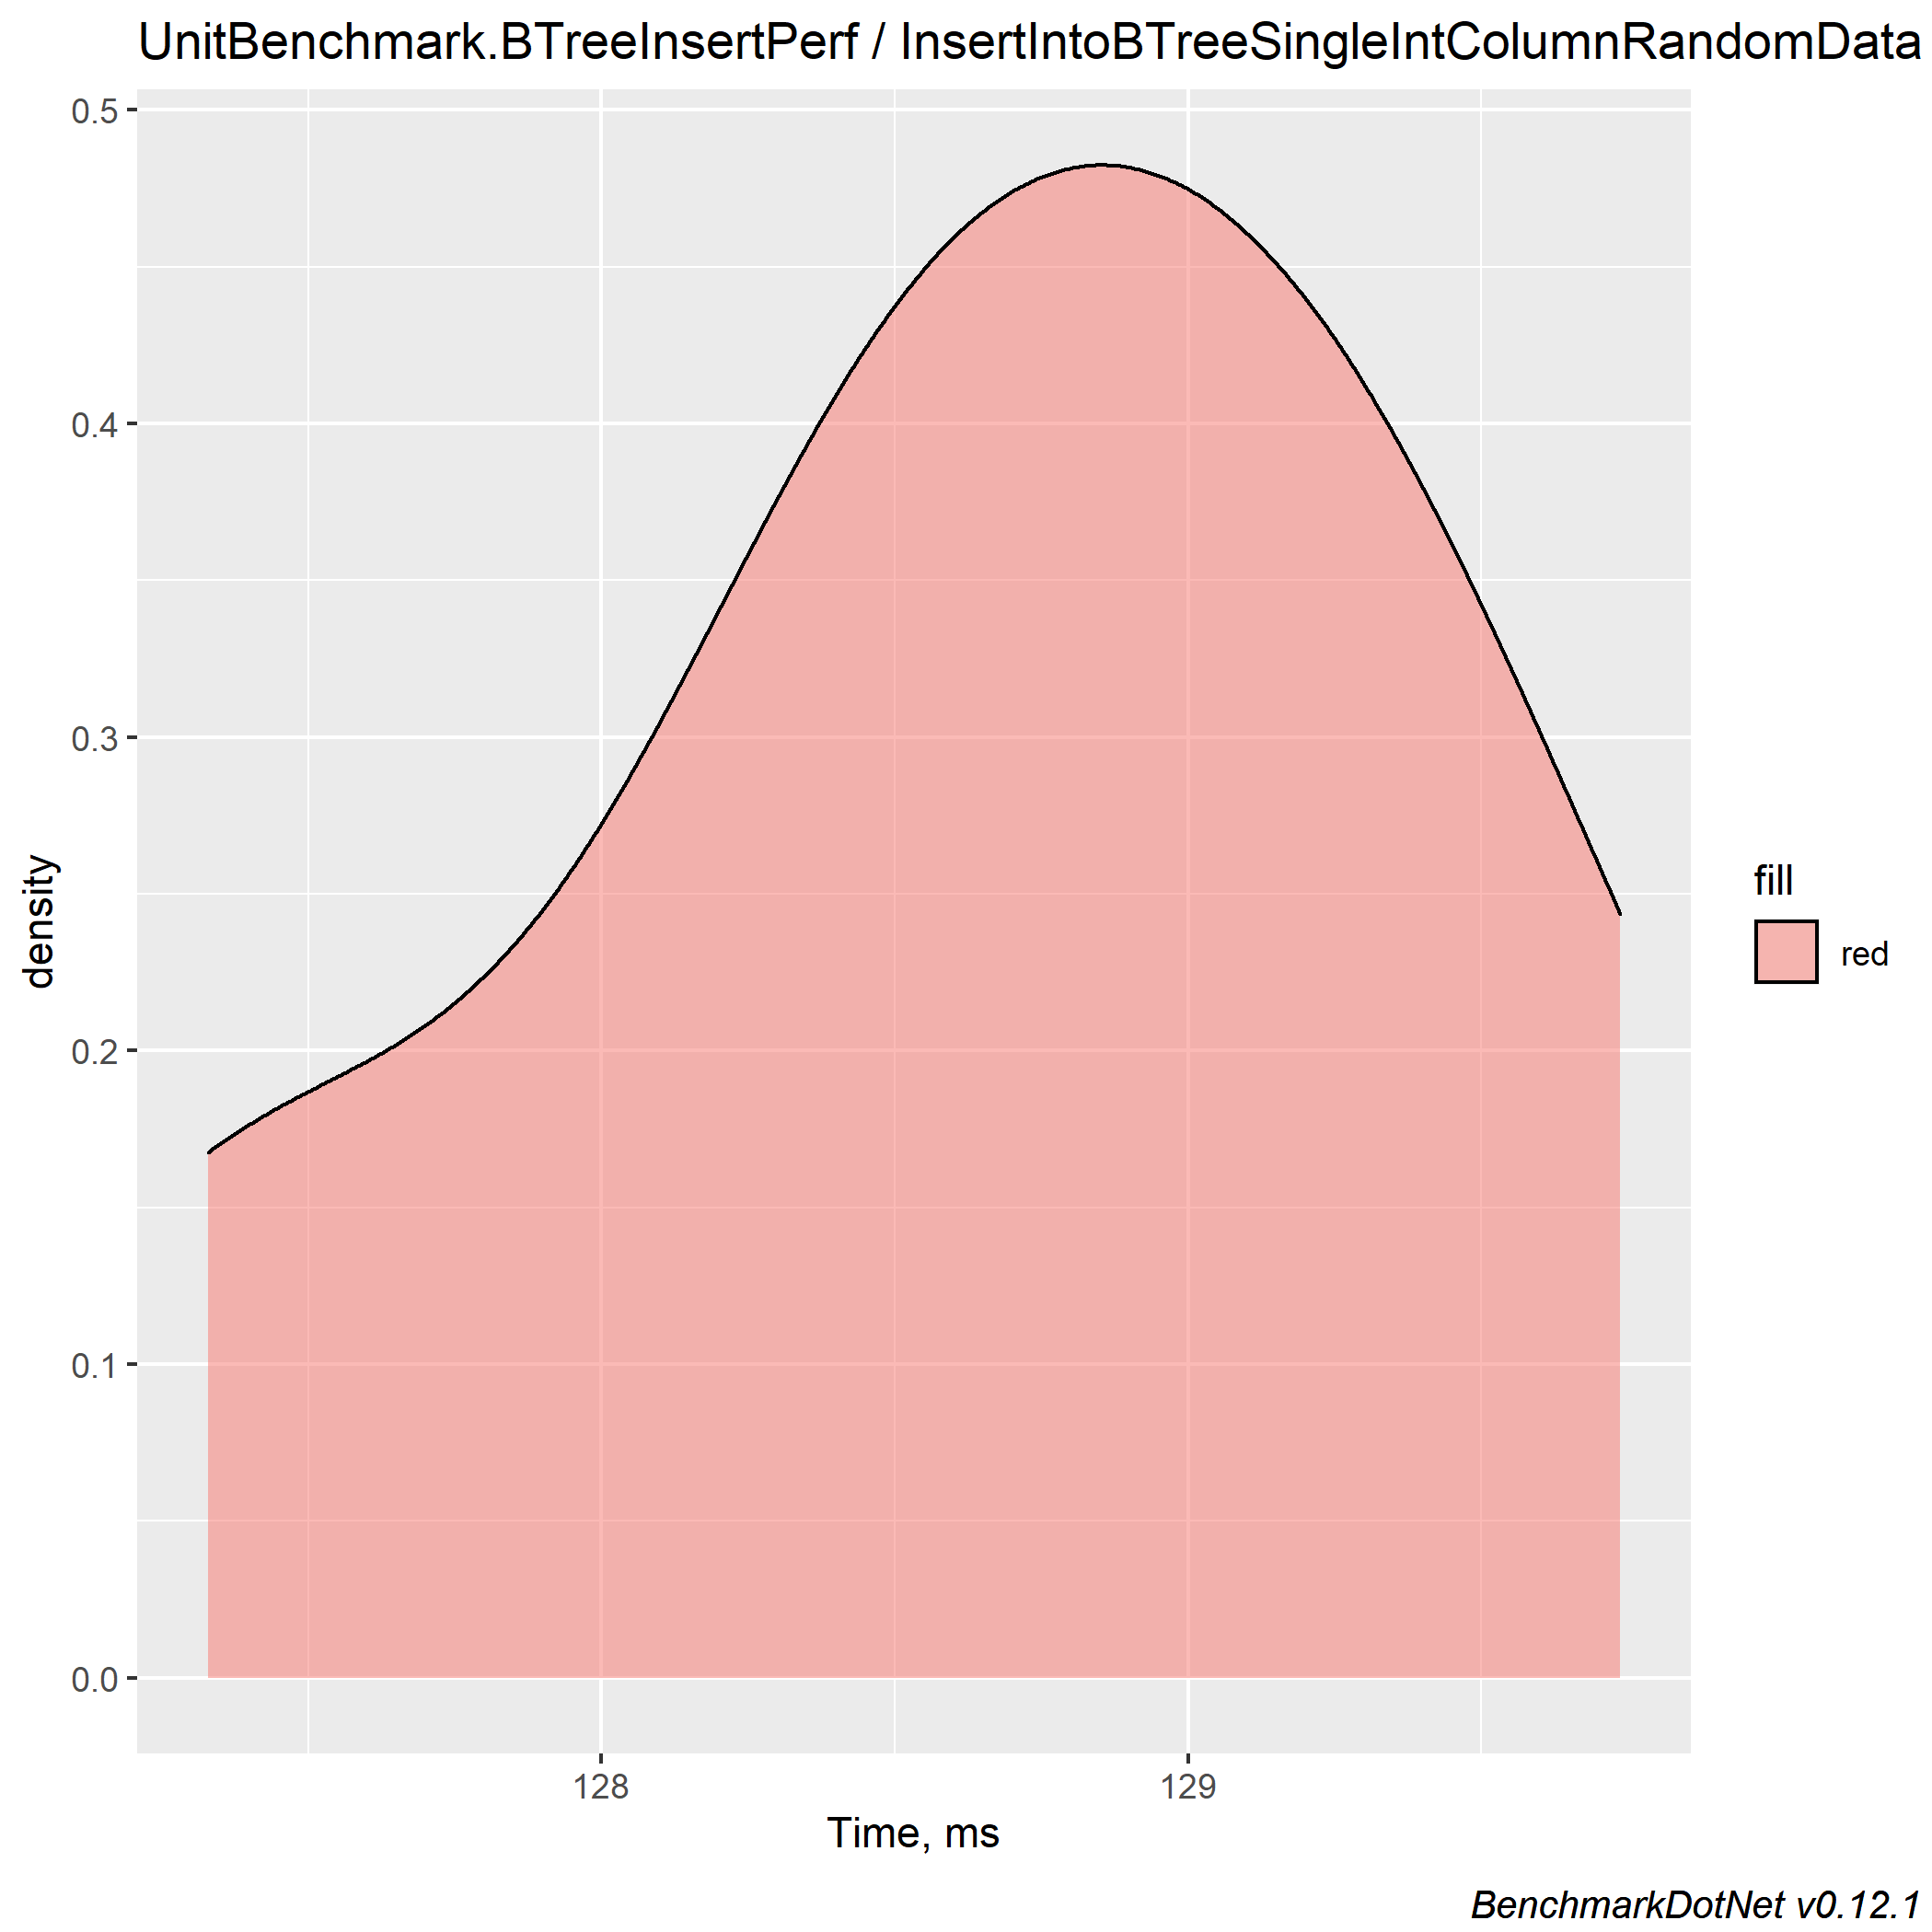 UnitBenchmark.BTreeInsertPerf / InsertIntoBTreeSingleIntColumnRandomData
0.5
0.4
0.3
0.2
0.1
0.0
density
128 129
Time, ms
fill
red
BenchmarkDotNet v0.12.1